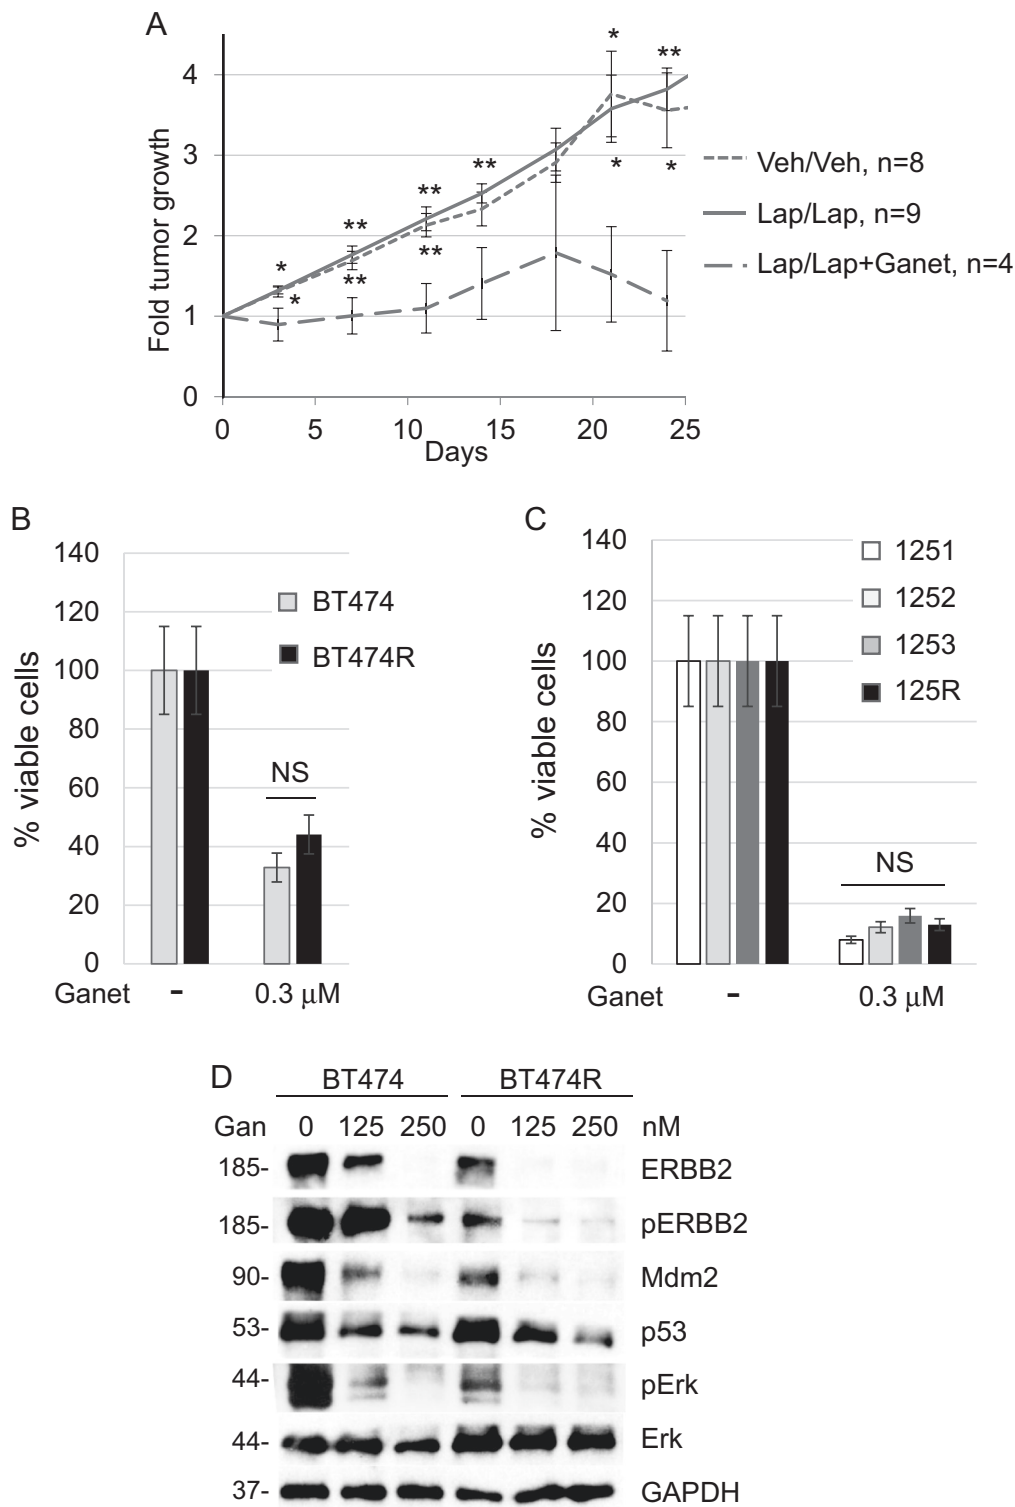 A
*
**
4
Fold tumor growth
3
**
*
*
Veh/Veh, n=8
**
Lap/Lap, n=9
**
2
**
Lap/Lap+Ganet, n=4
*
**
*
1
0
0 5 10 15 20 25
Days
B
140
120
100
80
60
40
20
0
% viable cells
BT474
BT474R
NS
Ganet - 0.3 μM
C
140
120
100
80
60
40
20
0
% viable cells
1251
1252
1253
125R
NS
Ganet - 0.3 μM
D
BT474 BT474R
Gan 0 125 250 0 125 250 nM
185- ERBB2
185- pERBB2
90- Mdm2
53- p53
44- pErk
44- Erk
37- GAPDH